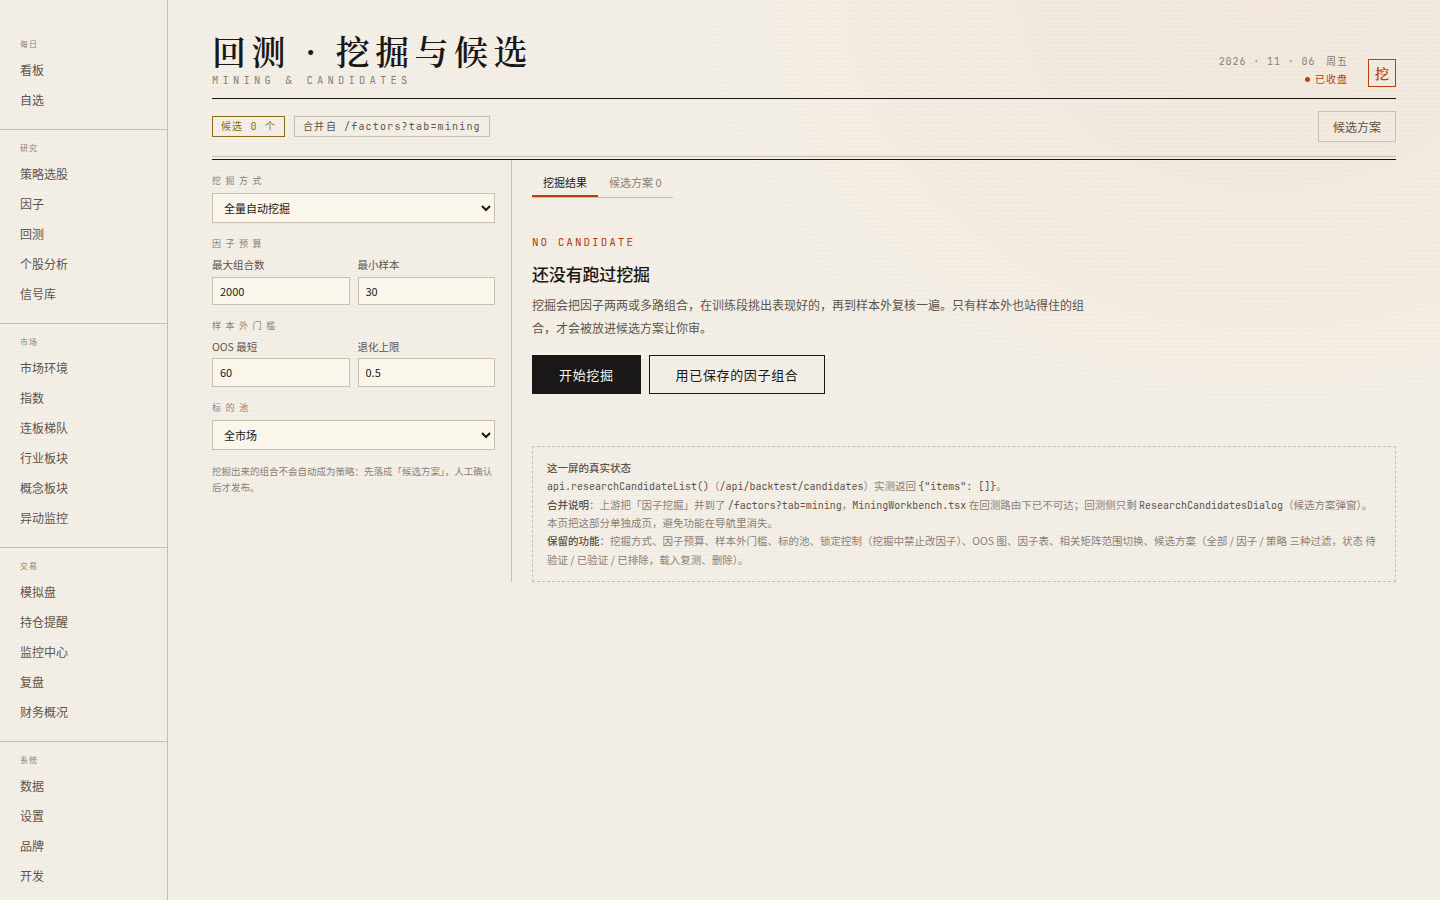 每日
看板
自选
研究
策略选股
因子
回测
个股分析
信号库
市场
市场环境
指数
连板梯队
行业板块
概念板块
异动监控
交易
模拟盘
持仓提醒
监控中心
复盘
财务概况
系统
数据
设置
品牌
开发
回测 · 挖掘与候选
MINING & CANDIDATES
2026 · 11 · 06 周五
已收盘
挖
候选 0 个
合并自 /factors?tab=mining
候选方案
挖掘方式
全量自动挖掘
因子预算
最大组合数 最小样本
2000 30
样本外门槛
OOS 最短 退化上限
60 0.5
标的池
全市场
挖掘出来的组合不会自动成为策略：先落成「候选方案」，人工确认
后才发布。
挖掘结果 候选方案 0
NO CANDIDATE
还没有跑过挖掘
挖掘会把因子两两或多路组合，在训练段挑出表现好的，再到样本外复核一遍。只有样本外也站得住的组
合，才会被放进候选方案让你审。
开始挖掘 用已保存的因子组合
这一屏的真实状态
api.researchCandidateList()（/api/backtest/candidates）实测返回 {"items": []}。
合并说明：上游把「因子挖掘」并到了 /factors?tab=mining，MiningWorkbench.tsx 在回测路由下已不可达；回测侧只剩 ResearchCandidatesDialog（候选方案弹窗）。
本页把这部分单独成页，避免功能在导航里消失。
保留的功能：挖掘方式、因子预算、样本外门槛、标的池、锁定控制（挖掘中禁止改因子）、OOS 图、因子表、相关矩阵范围切换、候选方案（全部 / 因子 / 策略 三种过滤，状态 待
验证 / 已验证 / 已排除，载入复测、删除）。